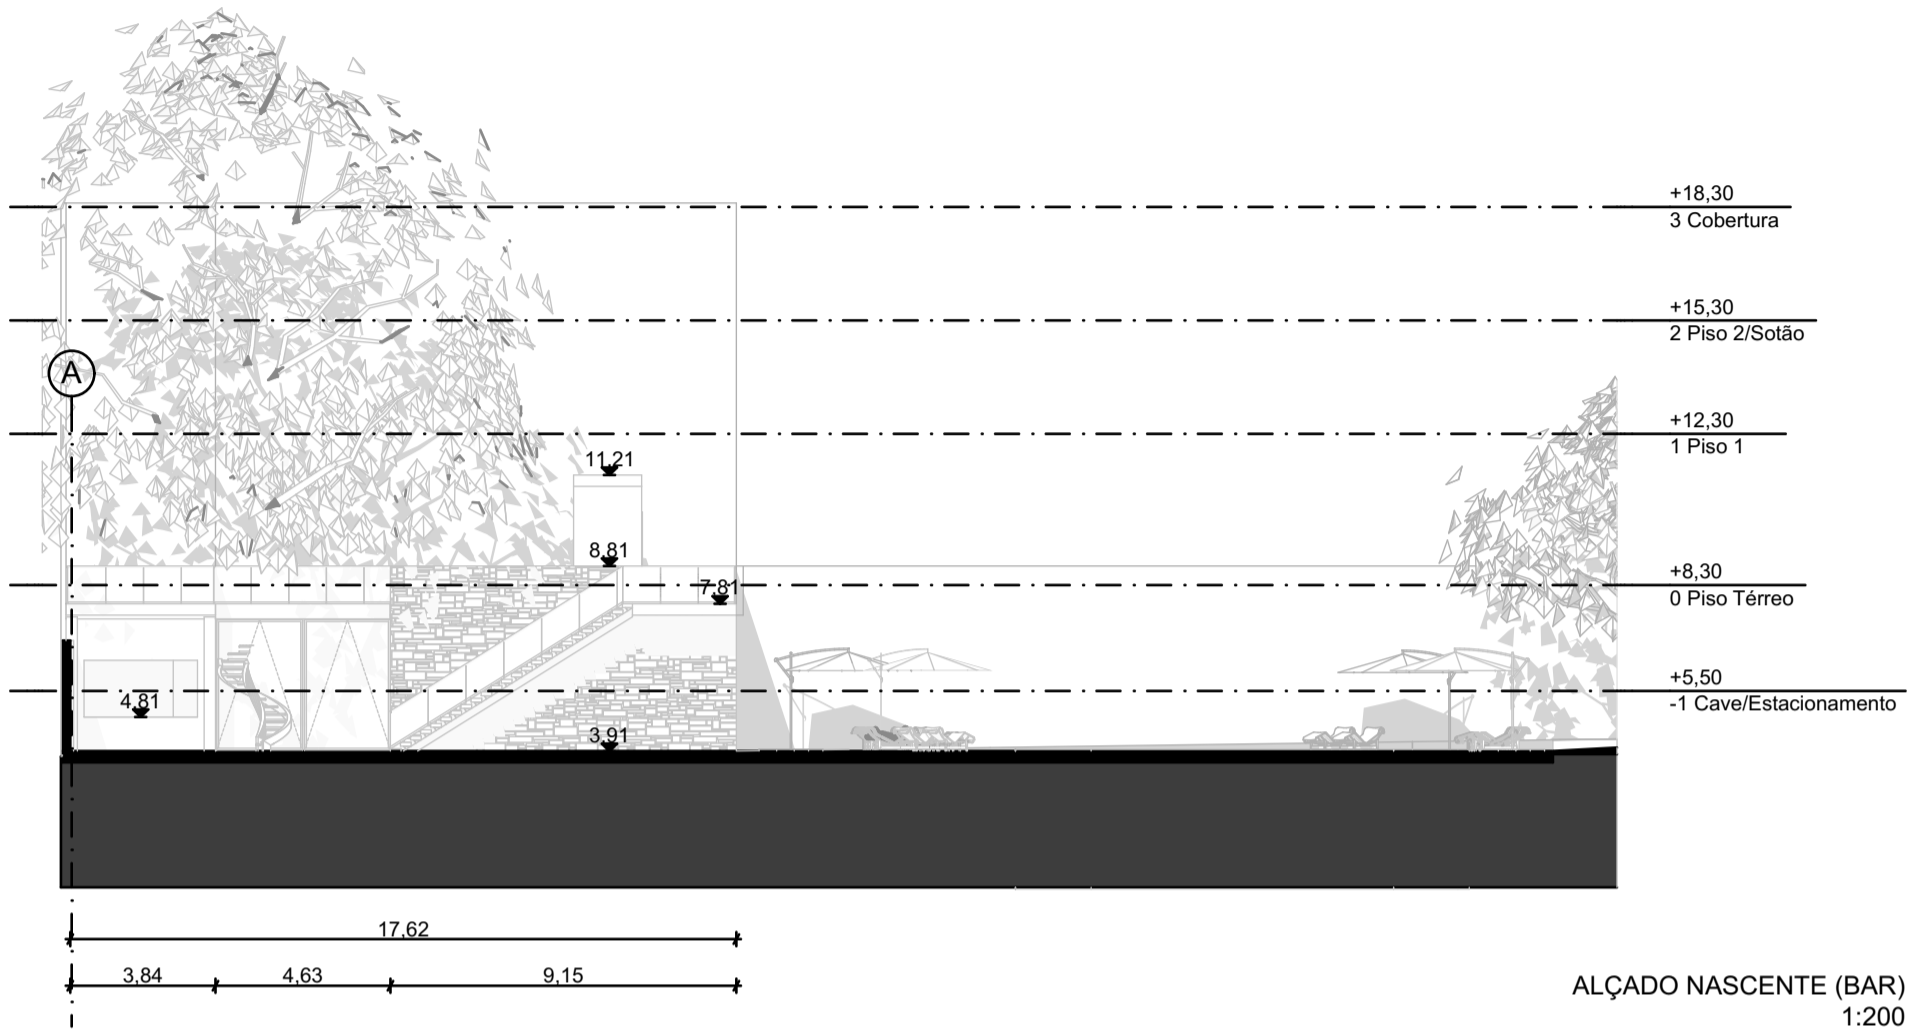 +18,30
3 Cobertura
+15,30
2 Piso 2/Sotão
A
+12,30
1 Piso 1
11,21
8,81
7,81
+8,30
0 Piso Térreo
+5,50
-1 Cave/Estacionamento
4,81
3,91
17,62
3,84 4,63 9,15
ALÇADO NASCENTE (BAR)
1:200